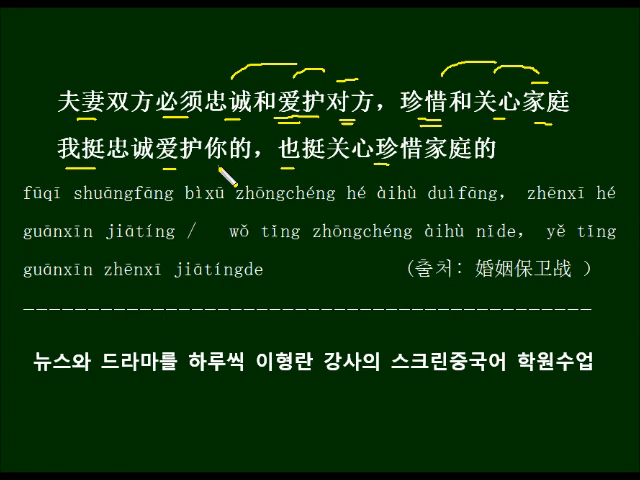 夫妻双方必须忠诚和爱护对方，珍惜和关心家庭
我挺忠诚爱护你的，也挺关心珍惜家庭的
fūqī shuāngfāng bìxū zhōngchéng hé àihù duìfāng， zhēnxī hé
guānxīn jiātíng / wǒ tǐng zhōngchéng àihù nǐde， yě tǐng
guānxīn zhēnxī jiātíngde (출처: 婚姻保卫战 )
--------------------------------------------
뉴스와 드라마를 하루씩 이형란 강사의 스크린중국어 학원수업